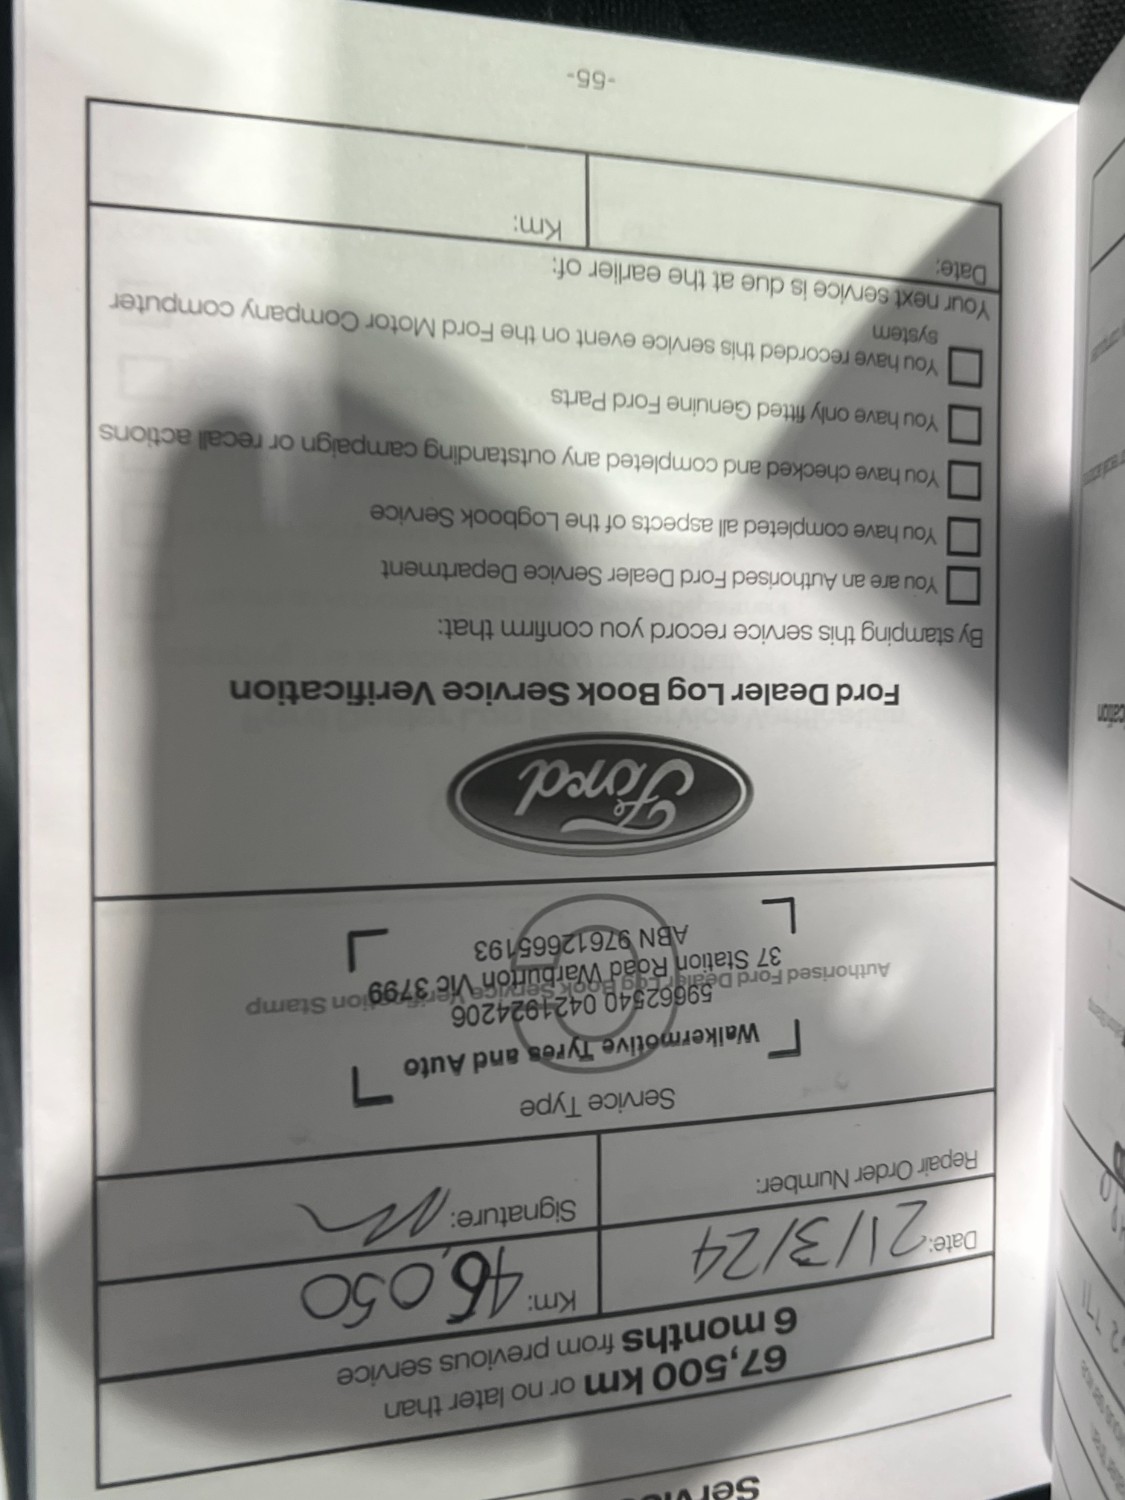 67,500 km or no later than
6 months from previous service
Date: 21/3/24
Km: 46,050
Repair Order Number:
Signature:
Service Type
Walkermotive Tyres and Auto
59662540 0421924206
Authorised Ford Dealer Log Book Service Verification Stamp
37 Station Road Warburton Vic 3799
ABN 97612665193
Ford
Ford Dealer Log Book Service Verification
By stamping this service record you confirm that:
You are an Authorised Ford Dealer Service Department
You have completed all aspects of the Logbook Service
You have checked and completed any outstanding campaign or recall actions
You have only fitted Genuine Ford Parts
You have recorded this service event on the Ford Motor Company computer
system
Your next service is due at the earlier of:
Date:
Km:
-55-